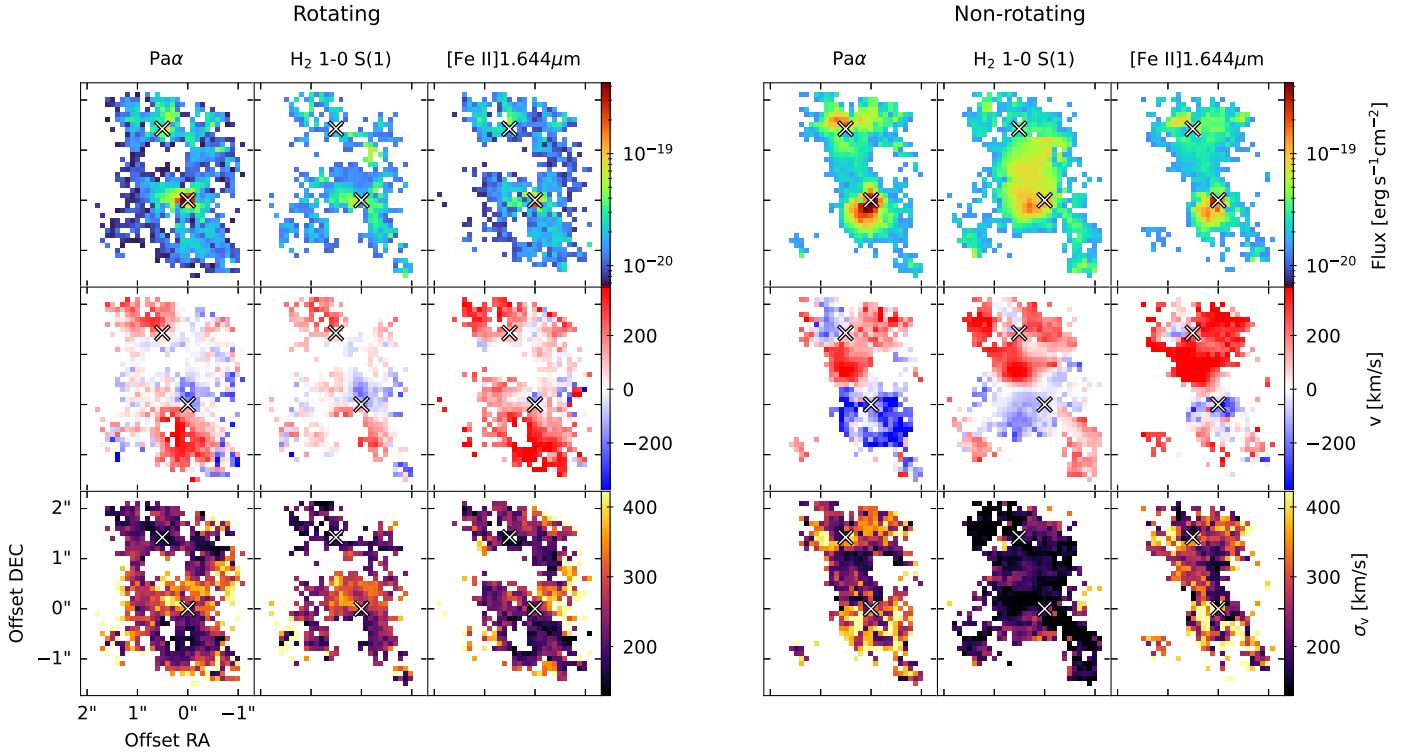 Rotating
Non-rotating
Paα
H₂ 1-0 S(1)
[Fe II]1.644μm
Paα
H₂ 1-0 S(1)
[Fe II]1.644μm
10⁻¹⁹
10⁻²⁰
10⁻¹⁹
10⁻²⁰
Flux [erg s⁻¹cm⁻²]
200
0
−200
200
0
−200
v [km/s]
2"
1"
0"
−1"
Offset DEC
400
300
200
400
300
200
σᵥ [km/s]
2"
1"
0"
−1"
Offset RA